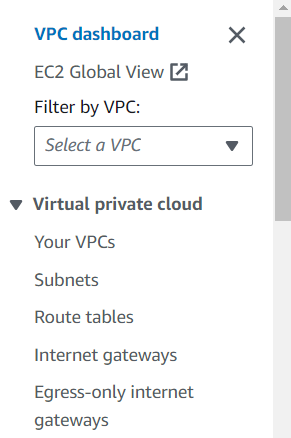 VPC dashboard
EC2 Global View
Filter by VPC:
Select a VPC
Virtual private cloud
Your VPCs
Subnets
Route tables
Internet gateways
Egress-only internet
gateways